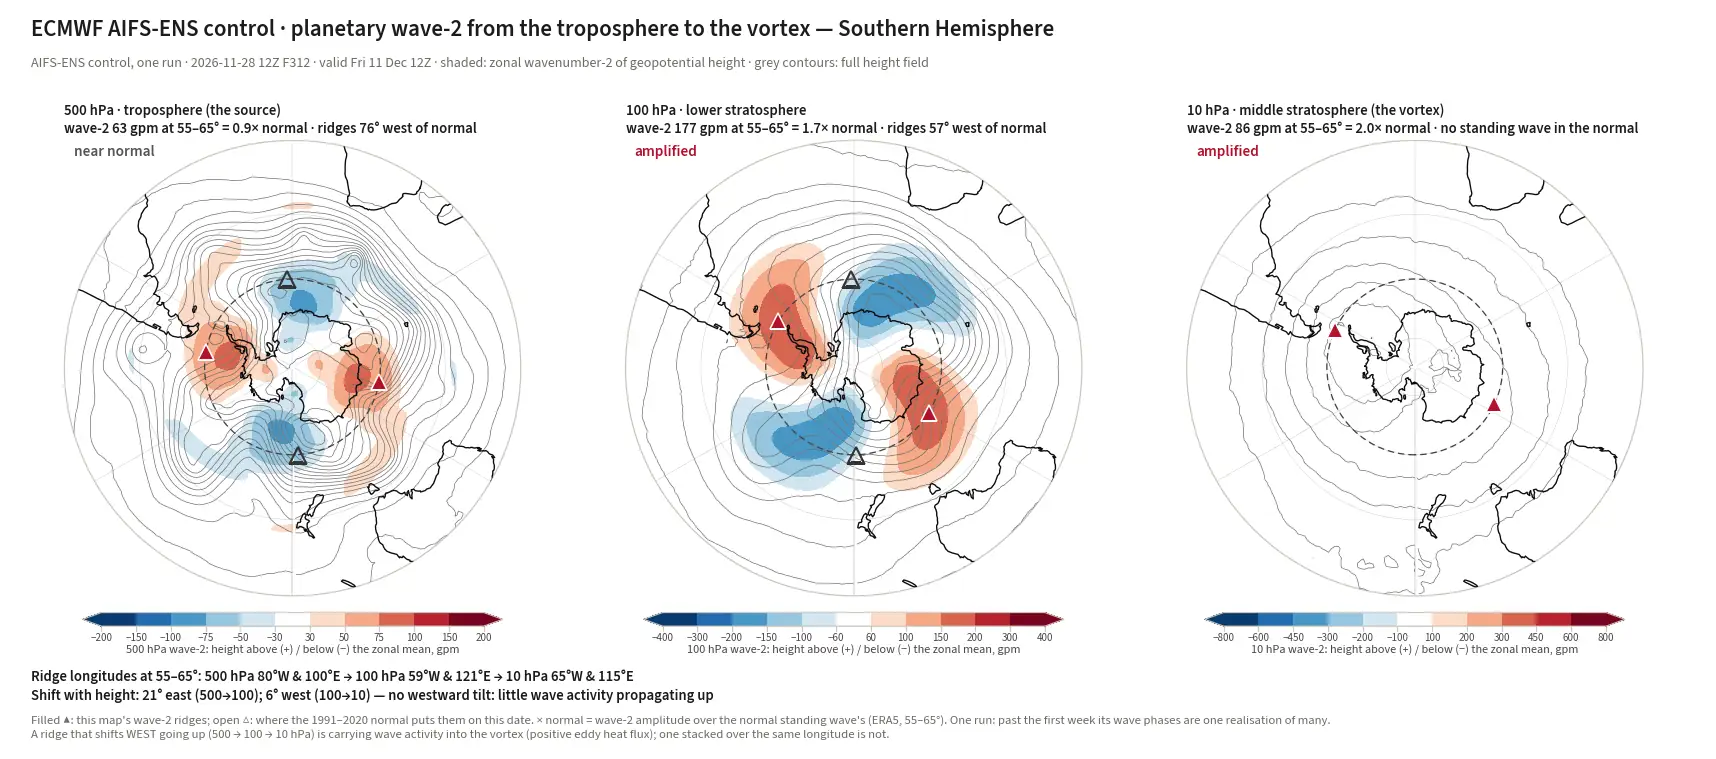 ECMWF AIFS-ENS control · planetary wave-2 from the troposphere to the vortex — Southern Hemisphere
AIFS-ENS control, one run · 2026-11-28 12Z F312 · valid Fri 11 Dec 12Z · shaded: zonal wavenumber-2 of geopotential height · grey contours: full height field
500 hPa · troposphere (the source)
wave-2 63 gpm at 55–65° = 0.9× normal · ridges 76° west of normal
near normal
100 hPa · lower stratosphere
wave-2 177 gpm at 55–65° = 1.7× normal · ridges 57° west of normal
amplified
10 hPa · middle stratosphere (the vortex)
wave-2 86 gpm at 55–65° = 2.0× normal · no standing wave in the normal
amplified
−200 −150 −100 −75 −50 −30 30 50 75 100 150 200
500 hPa wave-2: height above (+) / below (−) the zonal mean, gpm
−400 −300 −200 −150 −100 −60 60 100 150 200 300 400
100 hPa wave-2: height above (+) / below (−) the zonal mean, gpm
−800 −600 −450 −300 −200 −100 100 200 300 450 600 800
10 hPa wave-2: height above (+) / below (−) the zonal mean, gpm
Ridge longitudes at 55–65°: 500 hPa 80°W & 100°E → 100 hPa 59°W & 121°E → 10 hPa 65°W & 115°E
Shift with height: 21° east (500→100); 6° west (100→10) — no westward tilt: little wave activity propagating up
Filled ▲: this map's wave-2 ridges; open △: where the 1991–2020 normal puts them on this date. × normal = wave-2 amplitude over the normal standing wave's (ERA5, 55–65°). One run: past the first week its wave phases are one realisation of many.
A ridge that shifts WEST going up (500 → 100 → 10 hPa) is carrying wave activity into the vortex (positive eddy heat flux); one stacked over the same longitude is not.